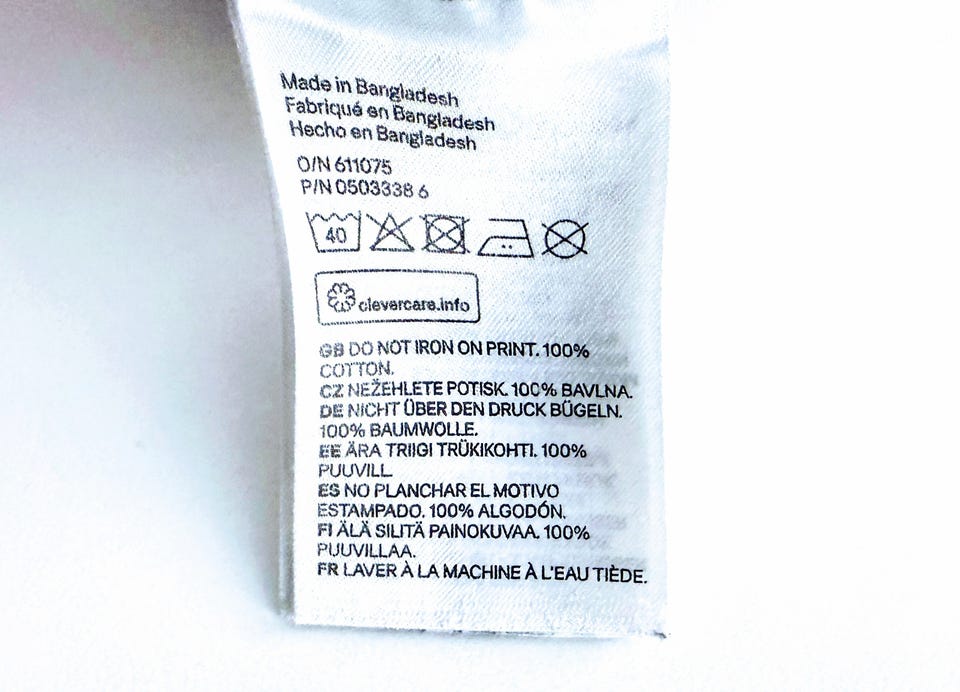 Made in Bangladesh
Fabriqué en Bangladesh
Hecho en Bangladesh
O/N 611075
P/N 0503338 6
40
clevercare.info
GB DO NOT IRON ON PRINT. 100%
COTTON.
CZ NEŽEHLETE POTISK. 100% BAVLNA.
DE NICHT ÜBER DEN DRUCK BÜGELN.
100% BAUMWOLLE.
EE ÄRA TRIIGI TRÜKIKOHTI. 100%
PUUVILL
ES NO PLANCHAR EL MOTIVO
ESTAMPADO. 100% ALGODÓN.
FI ÄLÄ SILITÄ PAINOKUVAA. 100%
PUUVILLAA.
FR LAVER À LA MACHINE À L'EAU TIÈDE.